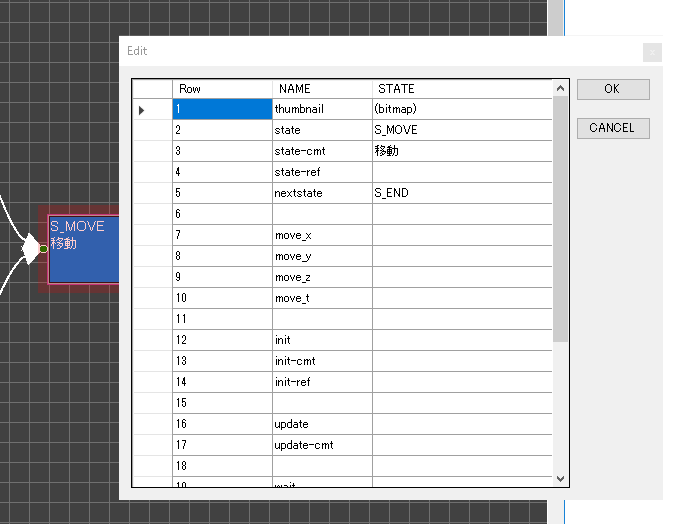 Edit
Row NAME STATE
1 thumbnail (bitmap)
2 state S_MOVE
3 state-cmt 移動
4 state-ref
5 nextstate S_END
6
7 move_x
8 move_y
9 move_z
10 move_t
11
12 init
13 init-cmt
14 init-ref
15
16 update
17 update-cmt
18
19 wait
OK
CANCEL
S_MOVE
移動